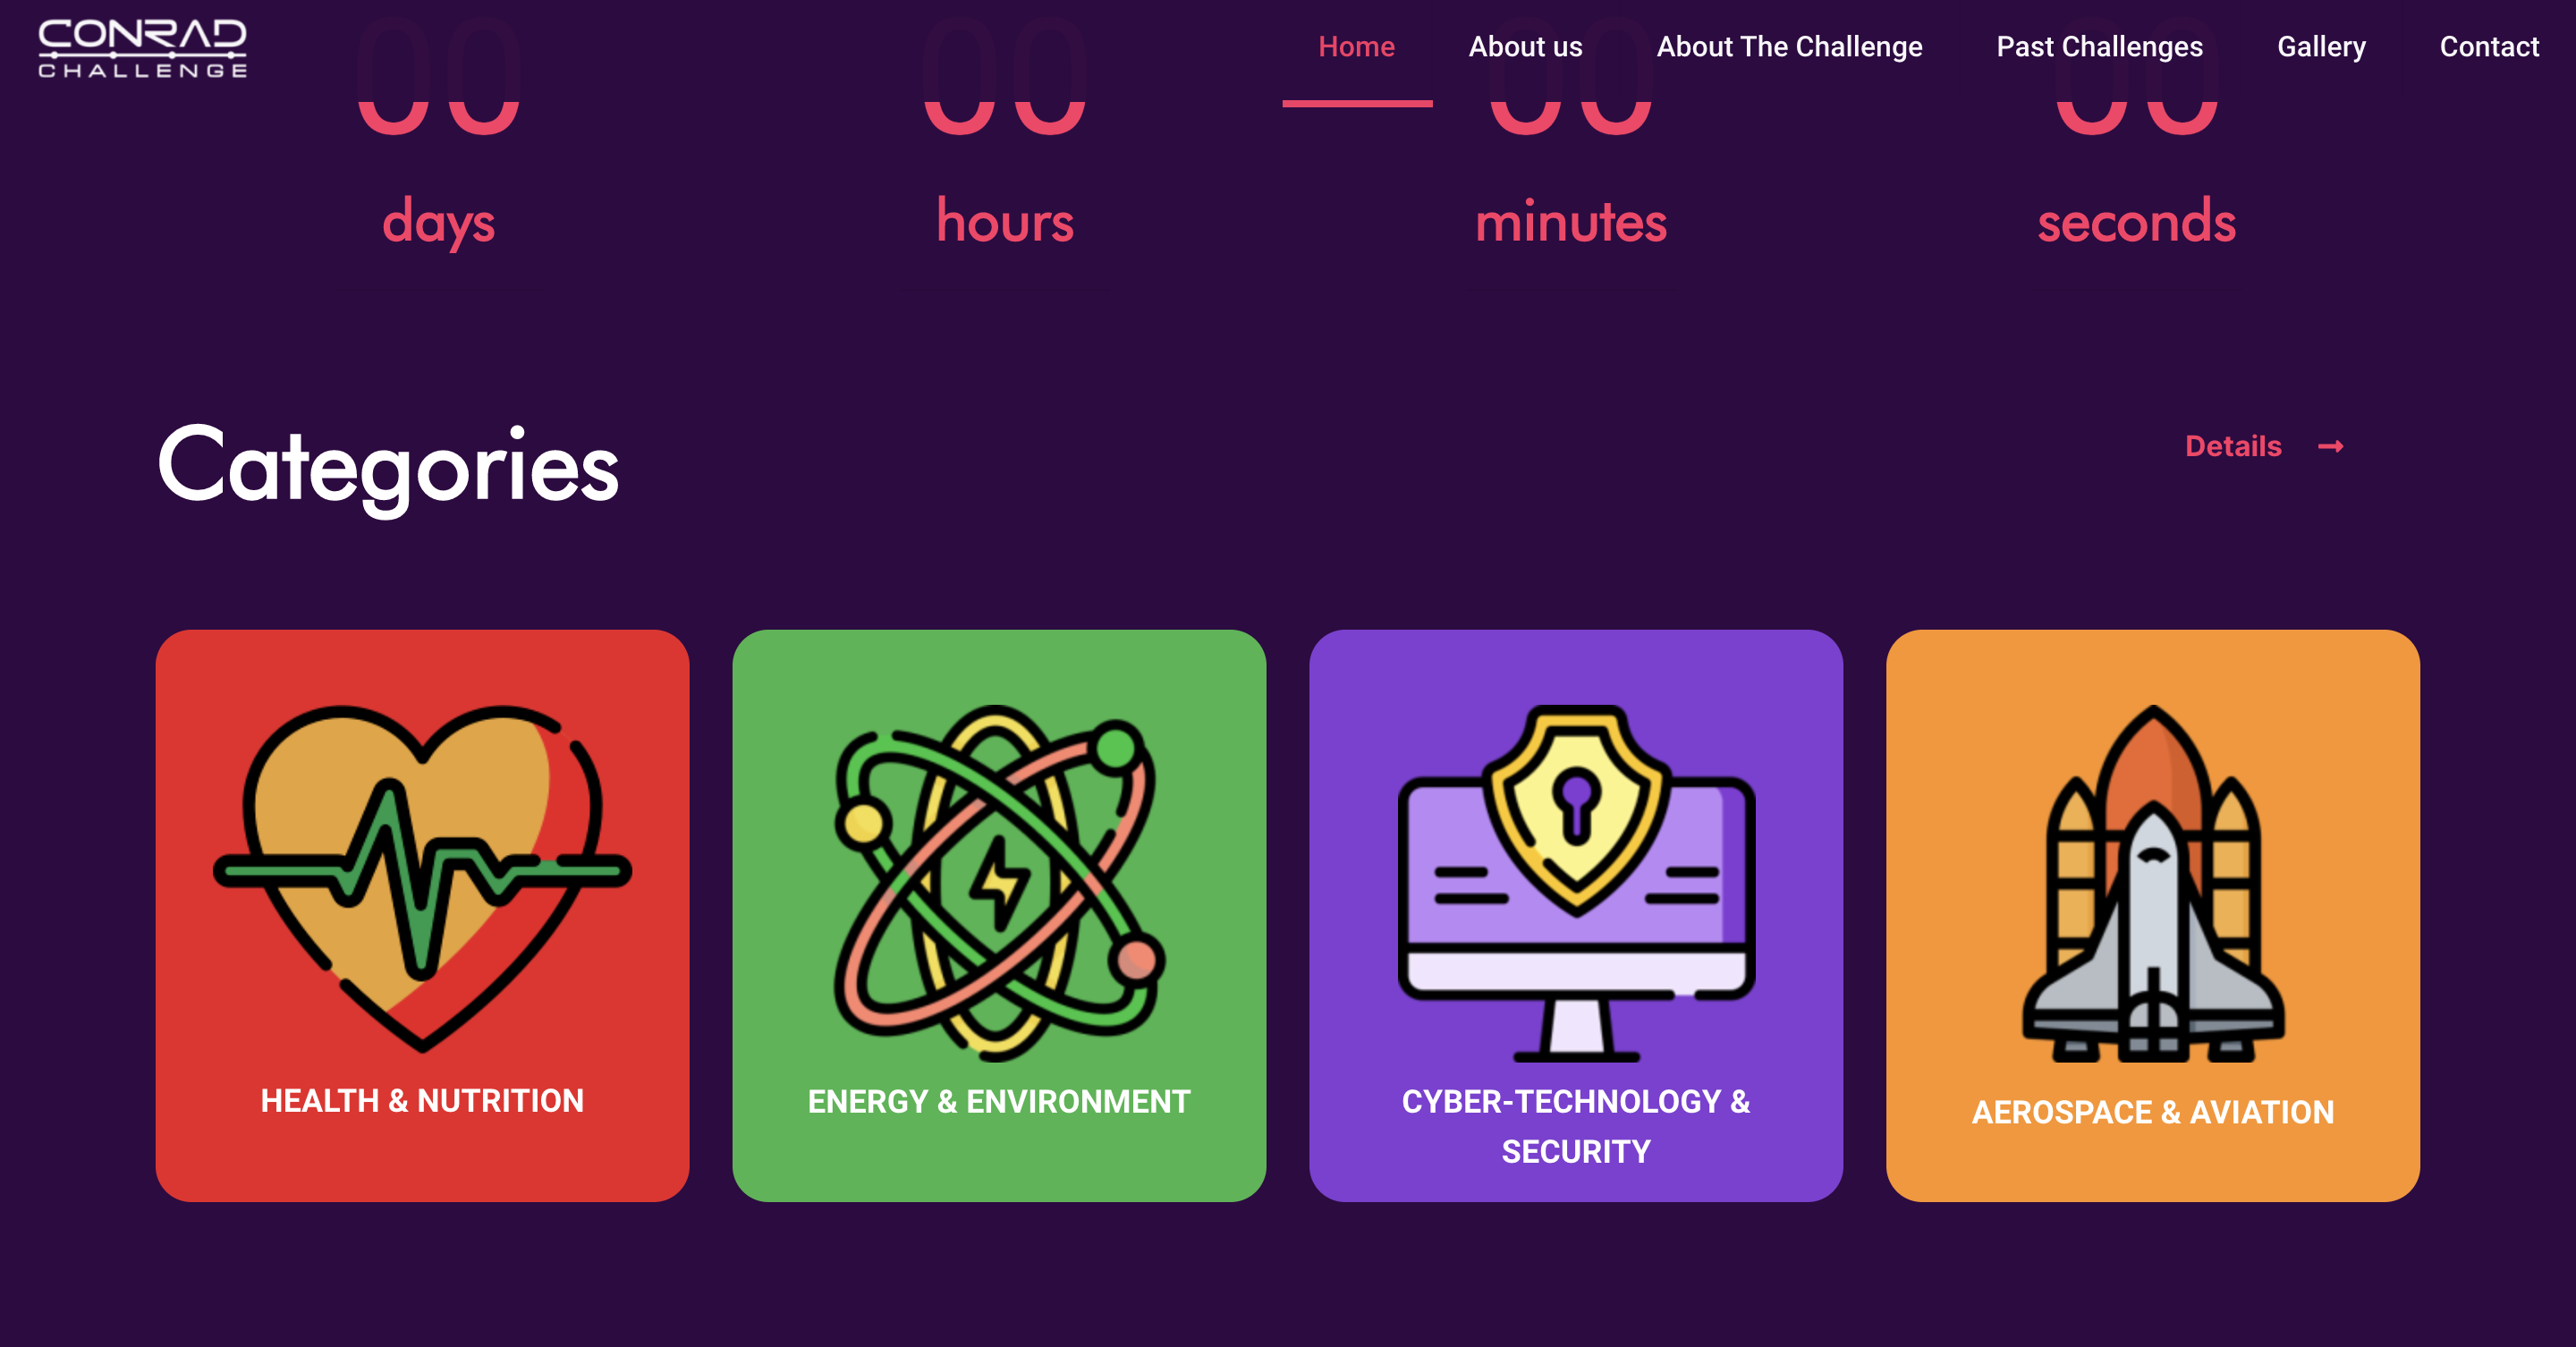 CONRAD
CHALLENGE
Home
About us
About The Challenge
Past Challenges
Gallery
Contact
00
00
00
00
days
hours
minutes
seconds
Categories
Details
HEALTH & NUTRITION
ENERGY & ENVIRONMENT
CYBER-TECHNOLOGY &
SECURITY
AEROSPACE & AVIATION